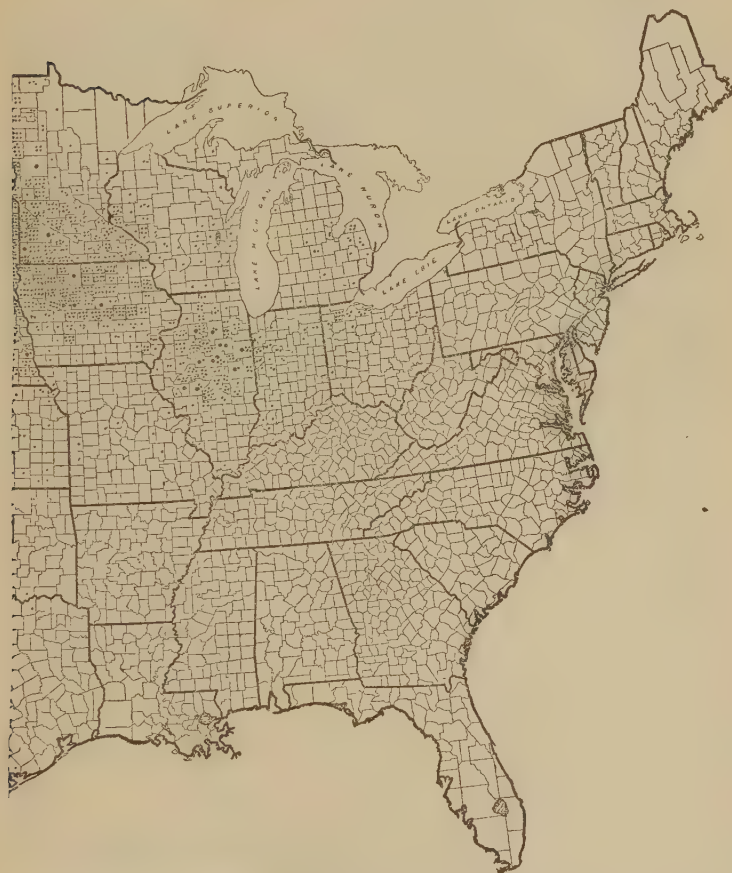 LAKE SUPERIOR
LAKE MICHIGAN
LAKE HURON
LAKE ONTARIO
LAKE ERIE